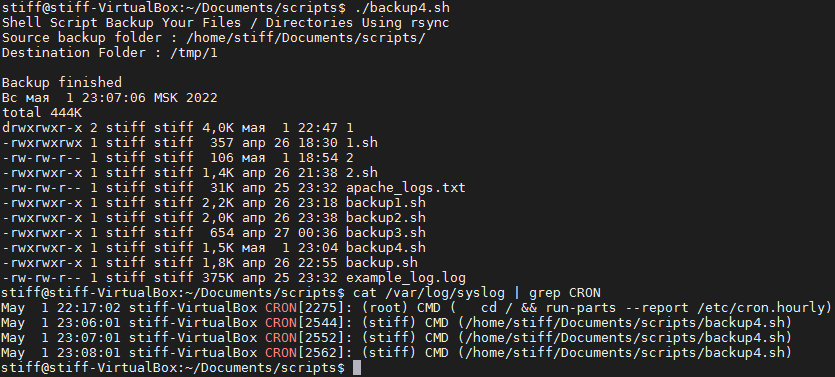 stiff@stiff-VirtualBox:~/Documents/scripts$ ./backup4.sh
Shell Script Backup Your Files / Directories Using rsync
Source backup folder : /home/stiff/Documents/scripts/
Destination Folder : /tmp/1
Backup finished
Вс мая  1 23:07:06 MSK 2022
total 444K
drwxrwxr-x 2 stiff stiff 4,0K мая  1 22:47 1
-rwxrwxrwx 1 stiff stiff  357 апр 26 18:30 1.sh
-rw-rw-r-- 1 stiff stiff  106 мая  1 18:54 2
-rwxrwxr-x 1 stiff stiff 1,4K апр 26 21:38 2.sh
-rw-rw-r-- 1 stiff stiff  31K апр 25 23:32 apache_logs.txt
-rwxrwxr-x 1 stiff stiff 2,2K апр 26 23:18 backup1.sh
-rwxrwxr-x 1 stiff stiff 2,0K апр 26 23:38 backup2.sh
-rwxrwxr-x 1 stiff stiff  654 апр 27 00:36 backup3.sh
-rwxrwxr-x 1 stiff stiff 1,5K мая  1 23:04 backup4.sh
-rwxrwxr-x 1 stiff stiff 1,8K апр 26 22:55 backup.sh
-rw-rw-r-- 1 stiff stiff 375K апр 25 23:32 example_log.log
stiff@stiff-VirtualBox:~/Documents/scripts$ cat /var/log/syslog | grep CRON
May  1 22:17:02 stiff-VirtualBox CRON[2275]: (root) CMD (   cd / && run-parts --report /etc/cron.hourly)
May  1 23:06:01 stiff-VirtualBox CRON[2544]: (stiff) CMD (/home/stiff/Documents/scripts/backup4.sh)
May  1 23:07:01 stiff-VirtualBox CRON[2552]: (stiff) CMD (/home/stiff/Documents/scripts/backup4.sh)
May  1 23:08:01 stiff-VirtualBox CRON[2562]: (stiff) CMD (/home/stiff/Documents/scripts/backup4.sh)
stiff@stiff-VirtualBox:~/Documents/scripts$